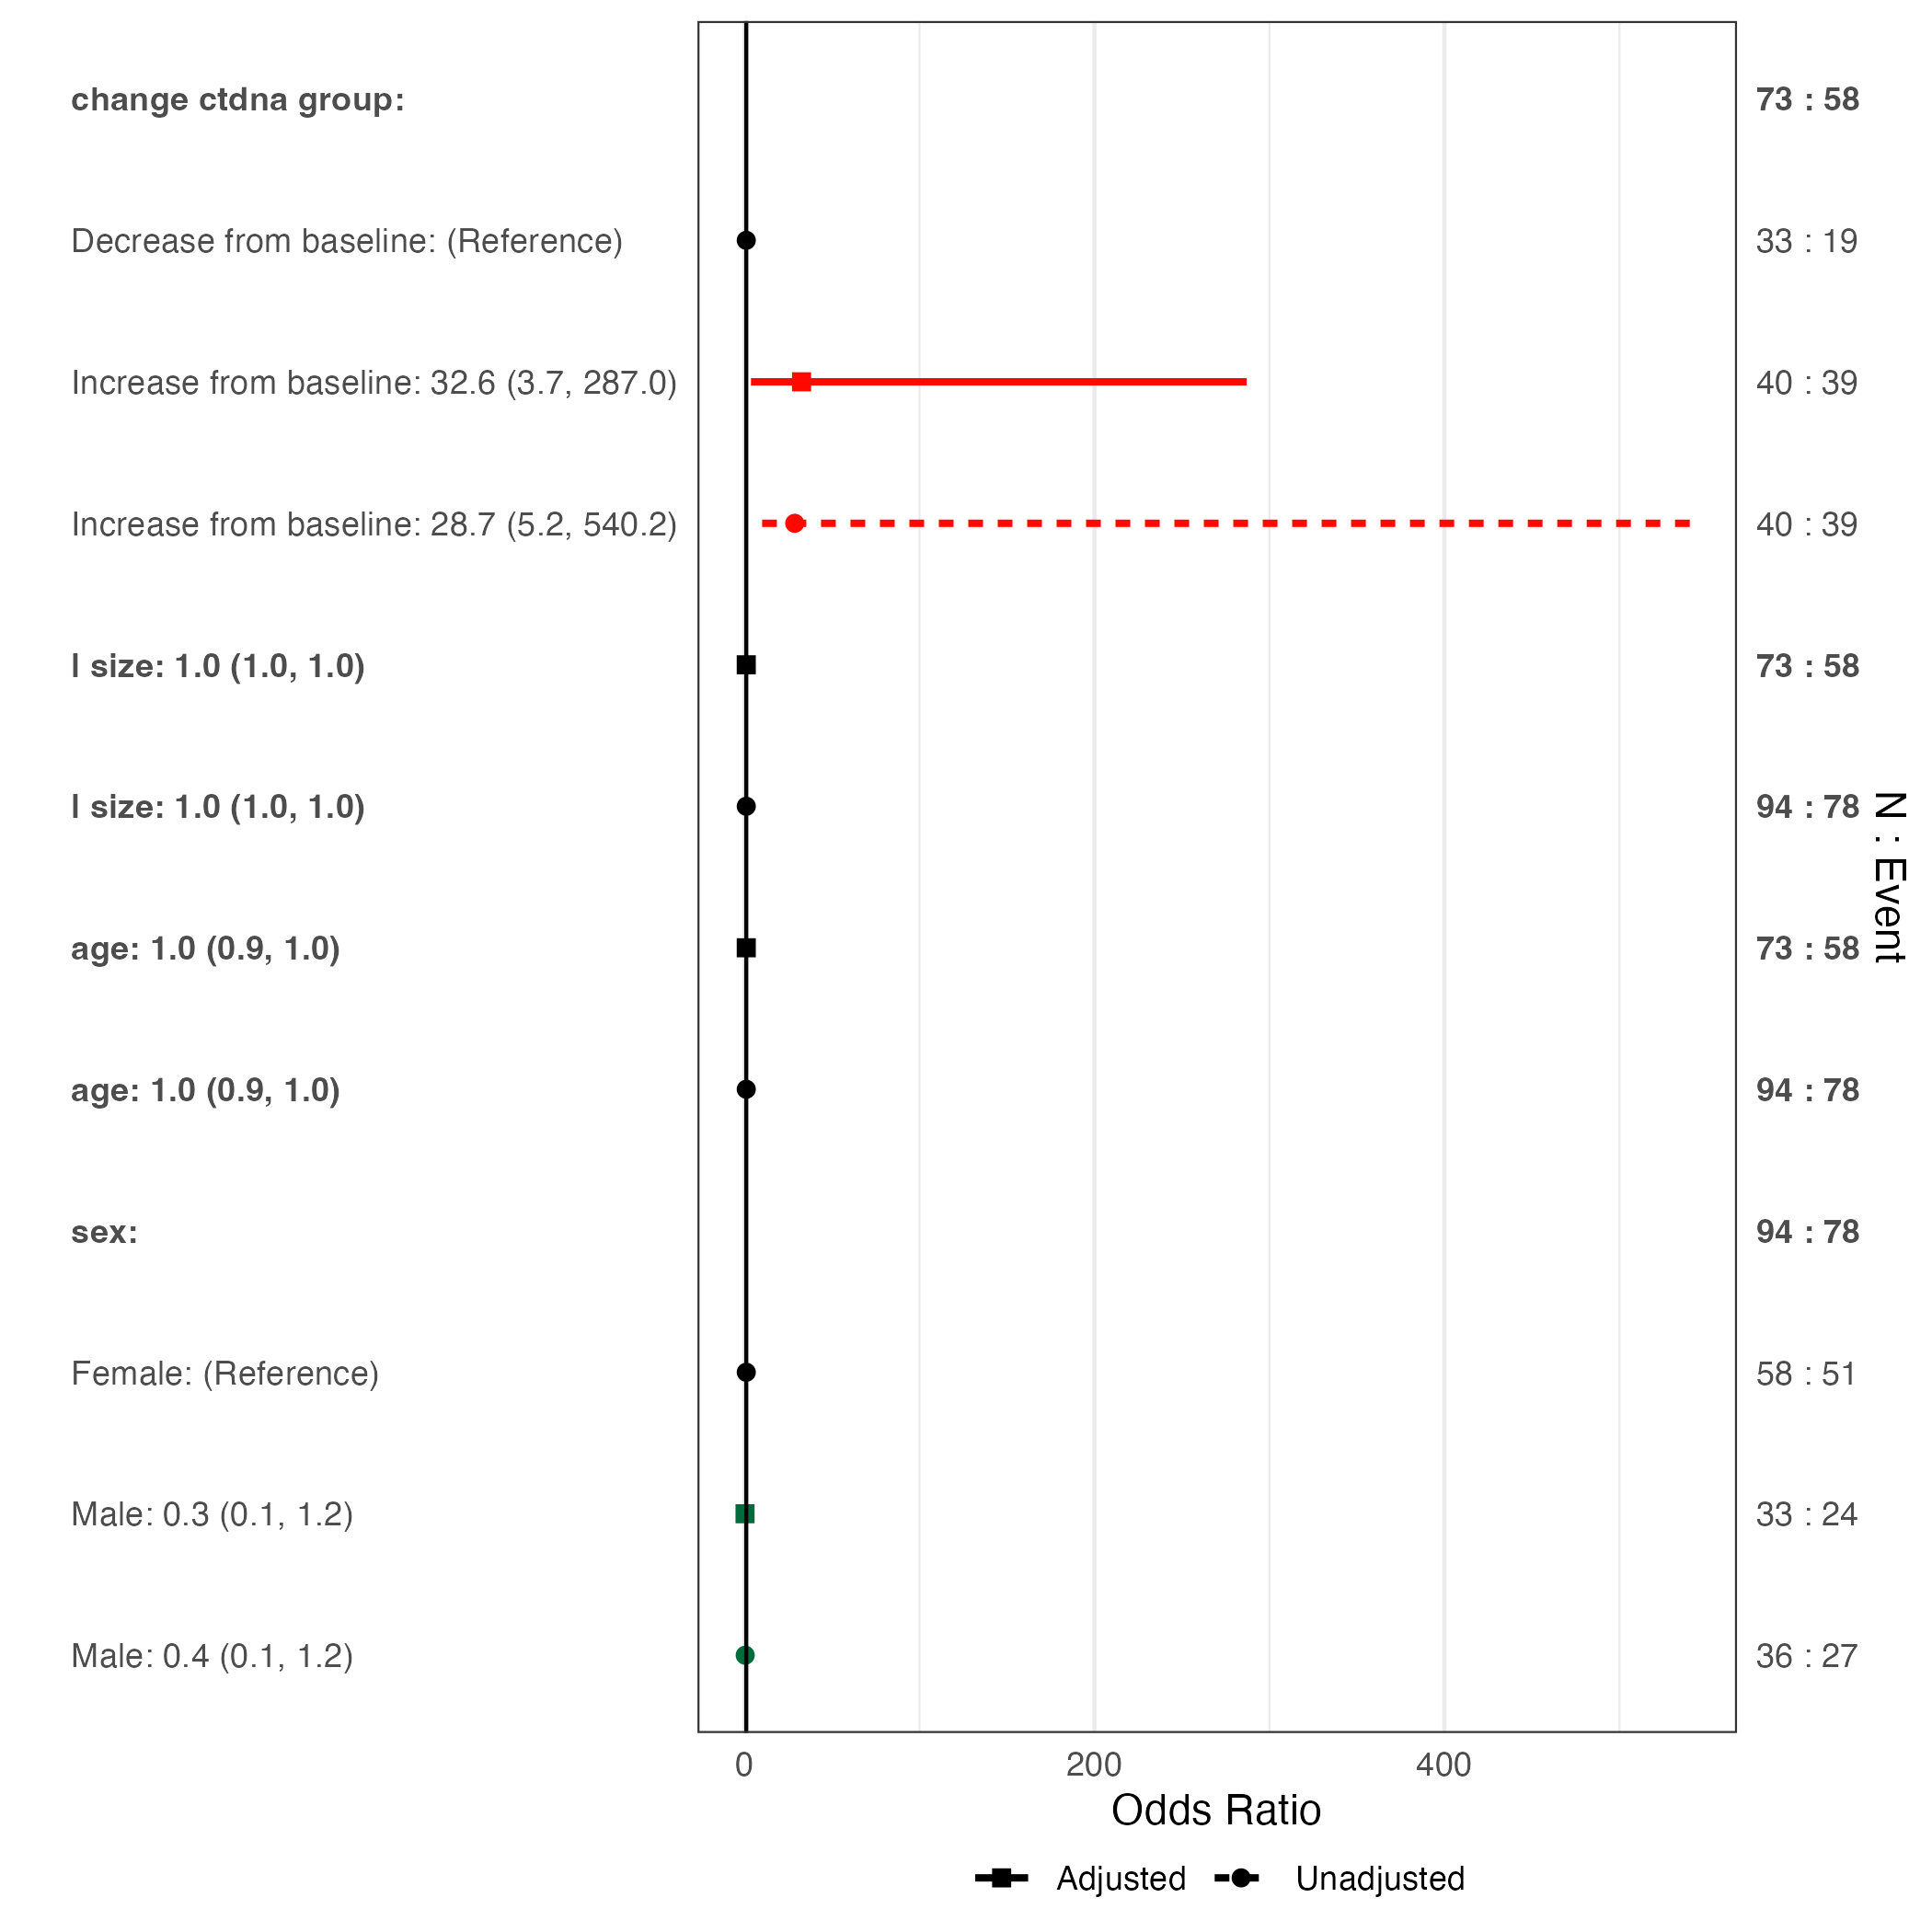 change ctdna group: 73 : 58
Decrease from baseline: (Reference) 33 : 19
Increase from baseline: 32.6 (3.7, 287.0) 40 : 39
Increase from baseline: 28.7 (5.2, 540.2) 40 : 39
l size: 1.0 (1.0, 1.0) 73 : 58
l size: 1.0 (1.0, 1.0) 94 : 78
age: 1.0 (0.9, 1.0) 73 : 58
age: 1.0 (0.9, 1.0) 94 : 78
sex: 94 : 78
Female: (Reference) 58 : 51
Male: 0.3 (0.1, 1.2) 33 : 24
Male: 0.4 (0.1, 1.2) 36 : 27
N : Event
0 200 400
Odds Ratio
Adjusted Unadjusted